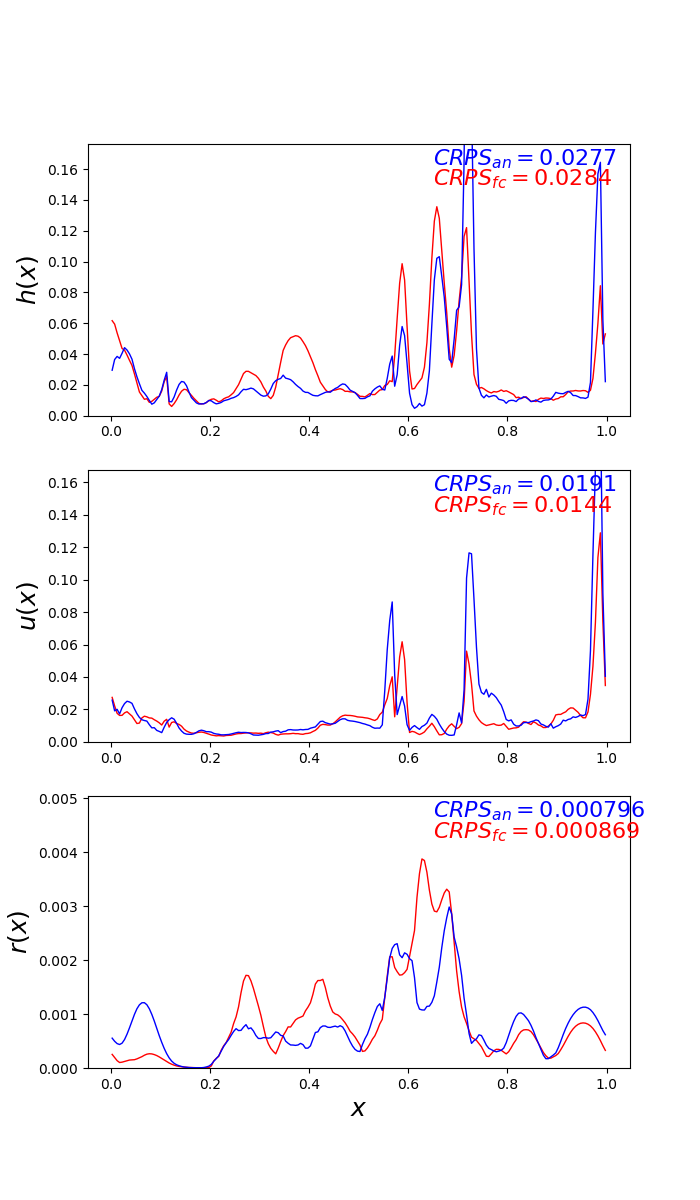 CRPS_an = 0.0277
CRPS_fc = 0.0284
0.16
0.14
0.12
0.10
0.08
0.06
0.04
0.02
0.00
h(x)
0.0 0.2 0.4 0.6 0.8 1.0
CRPS_an = 0.0191
CRPS_fc = 0.0144
0.16
0.14
0.12
0.10
0.08
0.06
0.04
0.02
0.00
u(x)
0.0 0.2 0.4 0.6 0.8 1.0
CRPS_an = 0.000796
CRPS_fc = 0.000869
0.005
0.004
0.003
0.002
0.001
0.000
r(x)
0.0 0.2 0.4 0.6 0.8 1.0
x